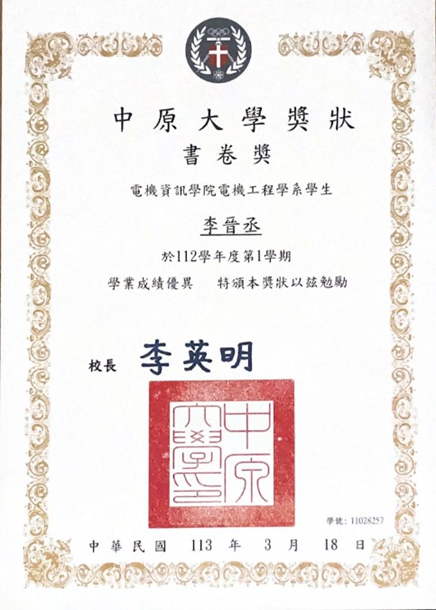 中原大學獎狀
書卷獎
電機資訊學院電機工程學系學生
李晉丞
於112學年度第1學期
學業成績優異 特頒本獎狀以茲勉勵
校長 李英明
中原大學印
學號：11028257
中華民國 113 年 3 月 18 日